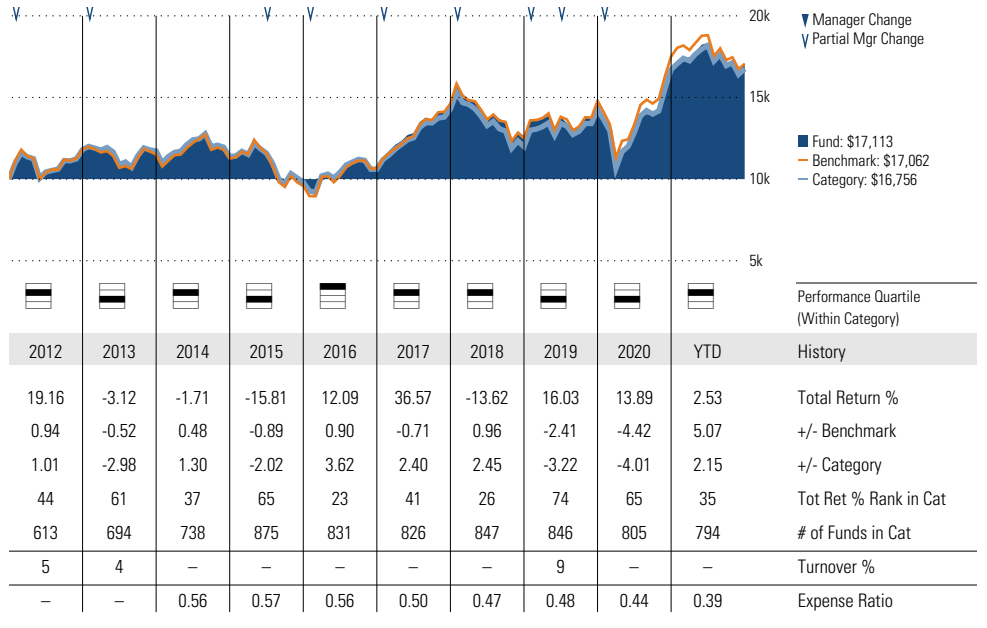 20k
15k
10k
5k
Manager Change
Partial Mgr Change
Fund: $17,113
Benchmark: $17,062
Category: $16,756
Performance Quartile
(Within Category)
2012 2013 2014 2015 2016 2017 2018 2019 2020 YTD History
19.16 -3.12 -1.71 -15.81 12.09 36.57 -13.62 16.03 13.89 2.53 Total Return %
0.94 -0.52 0.48 -0.89 0.90 -0.71 0.96 -2.41 -4.42 5.07 +/- Benchmark
1.01 -2.98 1.30 -2.02 3.62 2.40 2.45 -3.22 -4.01 2.15 +/- Category
44 61 37 65 23 41 26 74 65 35 Tot Ret % Rank in Cat
613 694 738 875 831 826 847 846 805 794 # of Funds in Cat
5 4 – – – – – 9 – – Turnover %
– – 0.56 0.57 0.56 0.50 0.47 0.48 0.44 0.39 Expense Ratio